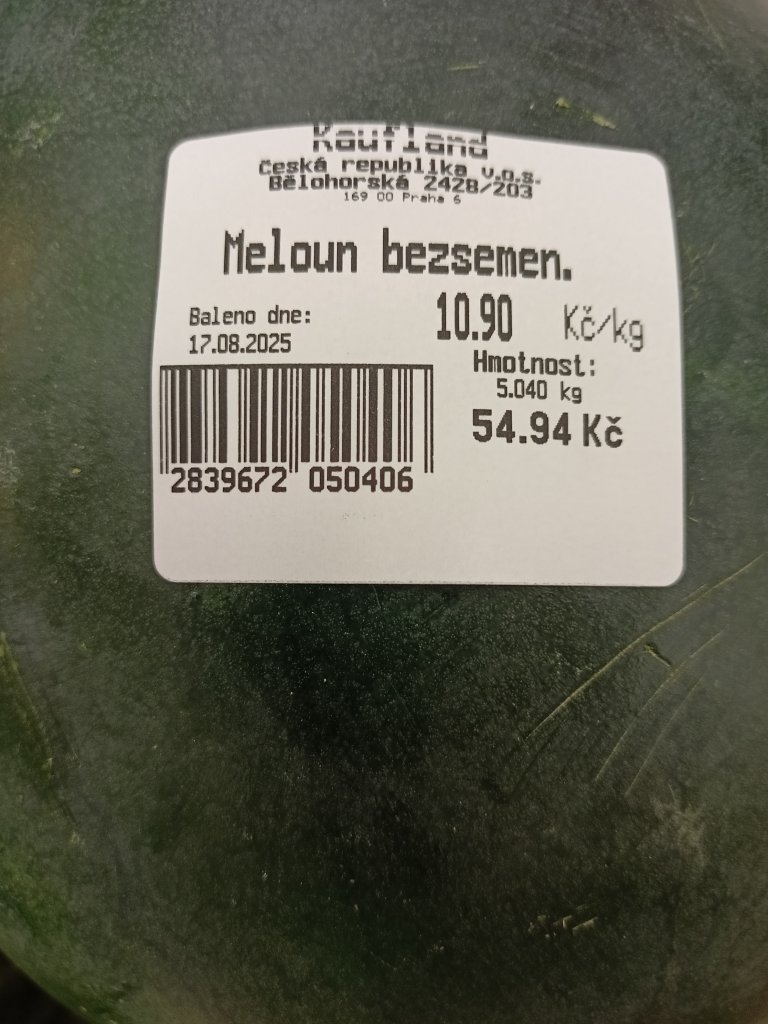 Kaufland
Česká republika v.o.s.
Bělohorská 2428/203
169 00 Praha 6
Meloun bezsemen.
Baleno dne:
17.08.2025
10.90 Kč/kg
Hmotnost:
5.040 kg
54.94 Kč
2839672 050406